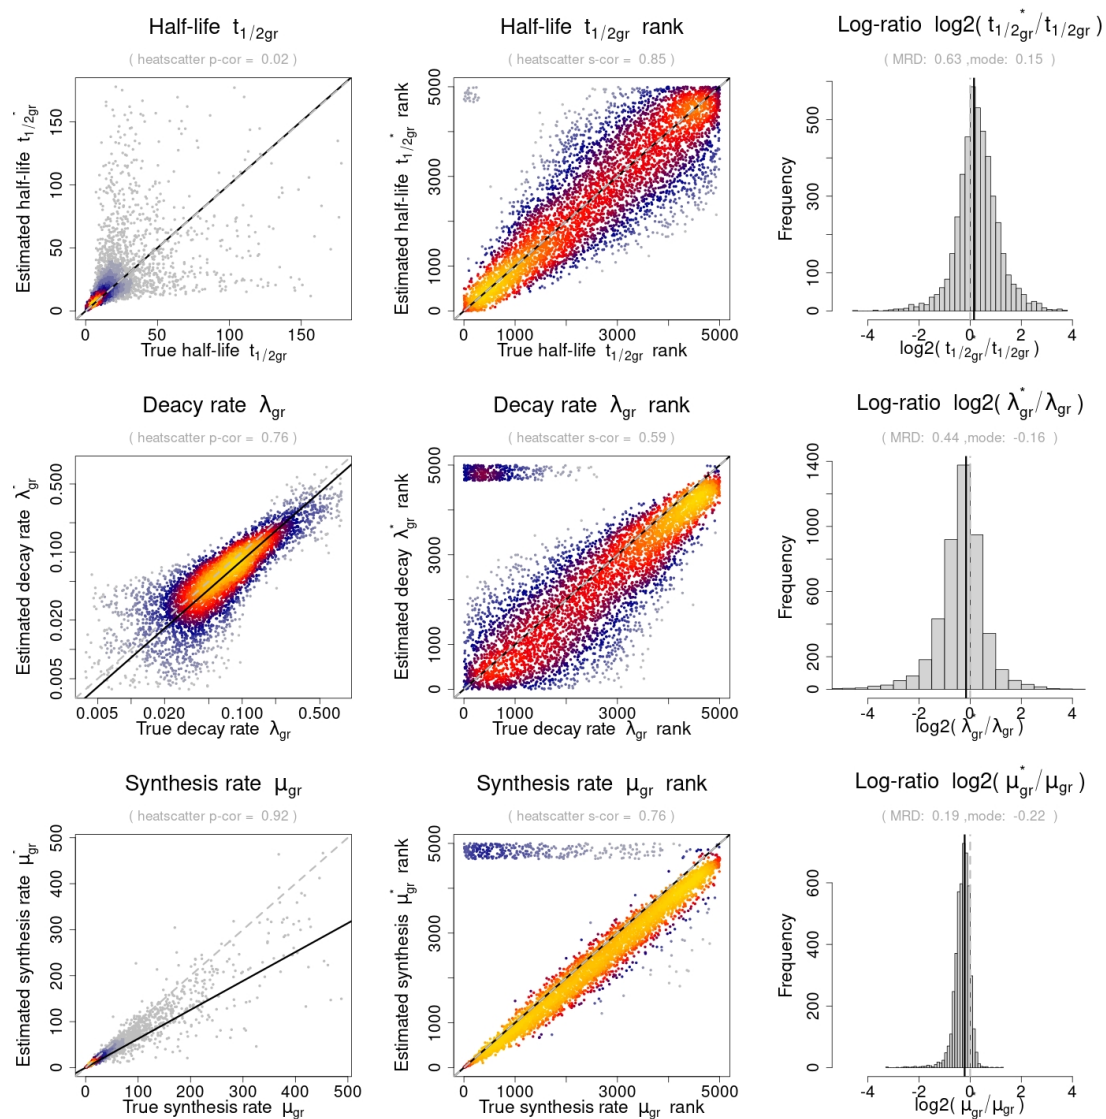 Half-life t1/2gr
( heatscatter p-cor = 0.02 )
Estimated half-life t*1/2gr
0 50 100 150
0 50 100 150
True half-life t1/2gr
Half-life t1/2gr rank
( heatscatter s-cor = 0.85 )
Estimated half-life t*1/2gr rank
0 1000 3000 5000
0 1000 3000 5000
True half-life t1/2gr rank
Log-ratio log2( t*1/2gr/t1/2gr )
( MRD: 0.63 ,mode: 0.15 )
Frequency
0 100 300 500
-4 -2 0 2 4
log2( t1/2gr/t1/2gr )
Deacy rate λgr
( heatscatter p-cor = 0.76 )
Estimated decay rate λ*gr
0.005 0.020 0.100 0.500
0.005 0.020 0.100 0.500
True decay rate λgr
Decay rate λgr rank
( heatscatter s-cor = 0.59 )
Estimated decay λ*gr rank
0 1000 3000 5000
0 1000 3000 5000
True decay rate λgr rank
Log-ratio log2( λ*gr/λgr )
( MRD: 0.44 ,mode: -0.16 )
Frequency
0 200 600 1000 1400
-4 -2 0 2 4
log2( λgr/λgr )
Synthesis rate μgr
( heatscatter p-cor = 0.92 )
Estimated synthesis rate μ*gr
0 100 200 300 400 500
0 100 200 300 400 500
True synthesis rate μgr
Synthesis rate μgr rank
( heatscatter s-cor = 0.76 )
Estimated synthesis μ*gr rank
0 1000 3000 5000
0 1000 3000 5000
True synthesis rate μgr rank
Log-ratio log2( μ*gr/μgr )
( MRD: 0.19 ,mode: -0.22 )
Frequency
0 200 400 600
-4 -2 0 2 4
log2( μgr/μgr )